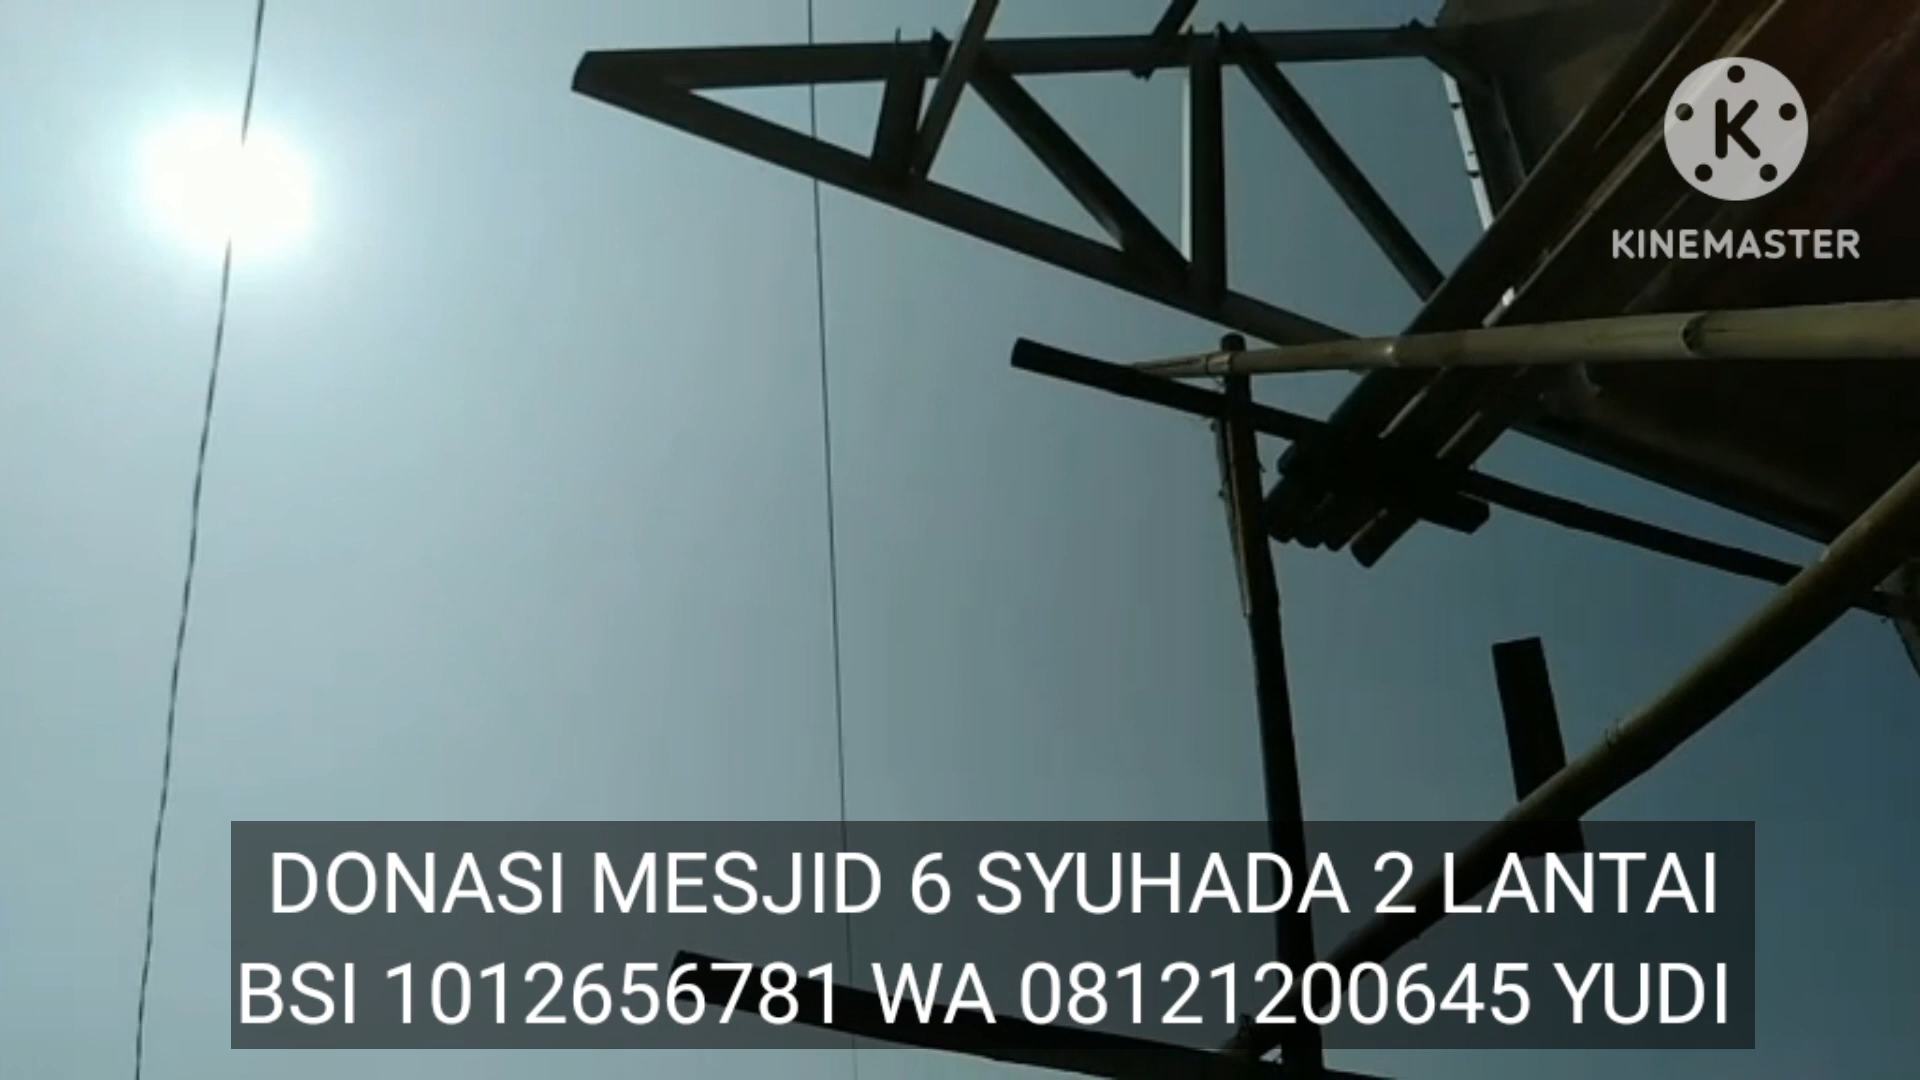 K
KINEMASTER
DONASI MESJID 6 SYUHADA 2 LANTAI
BSI 1012656781 WA 08121200645 YUDI